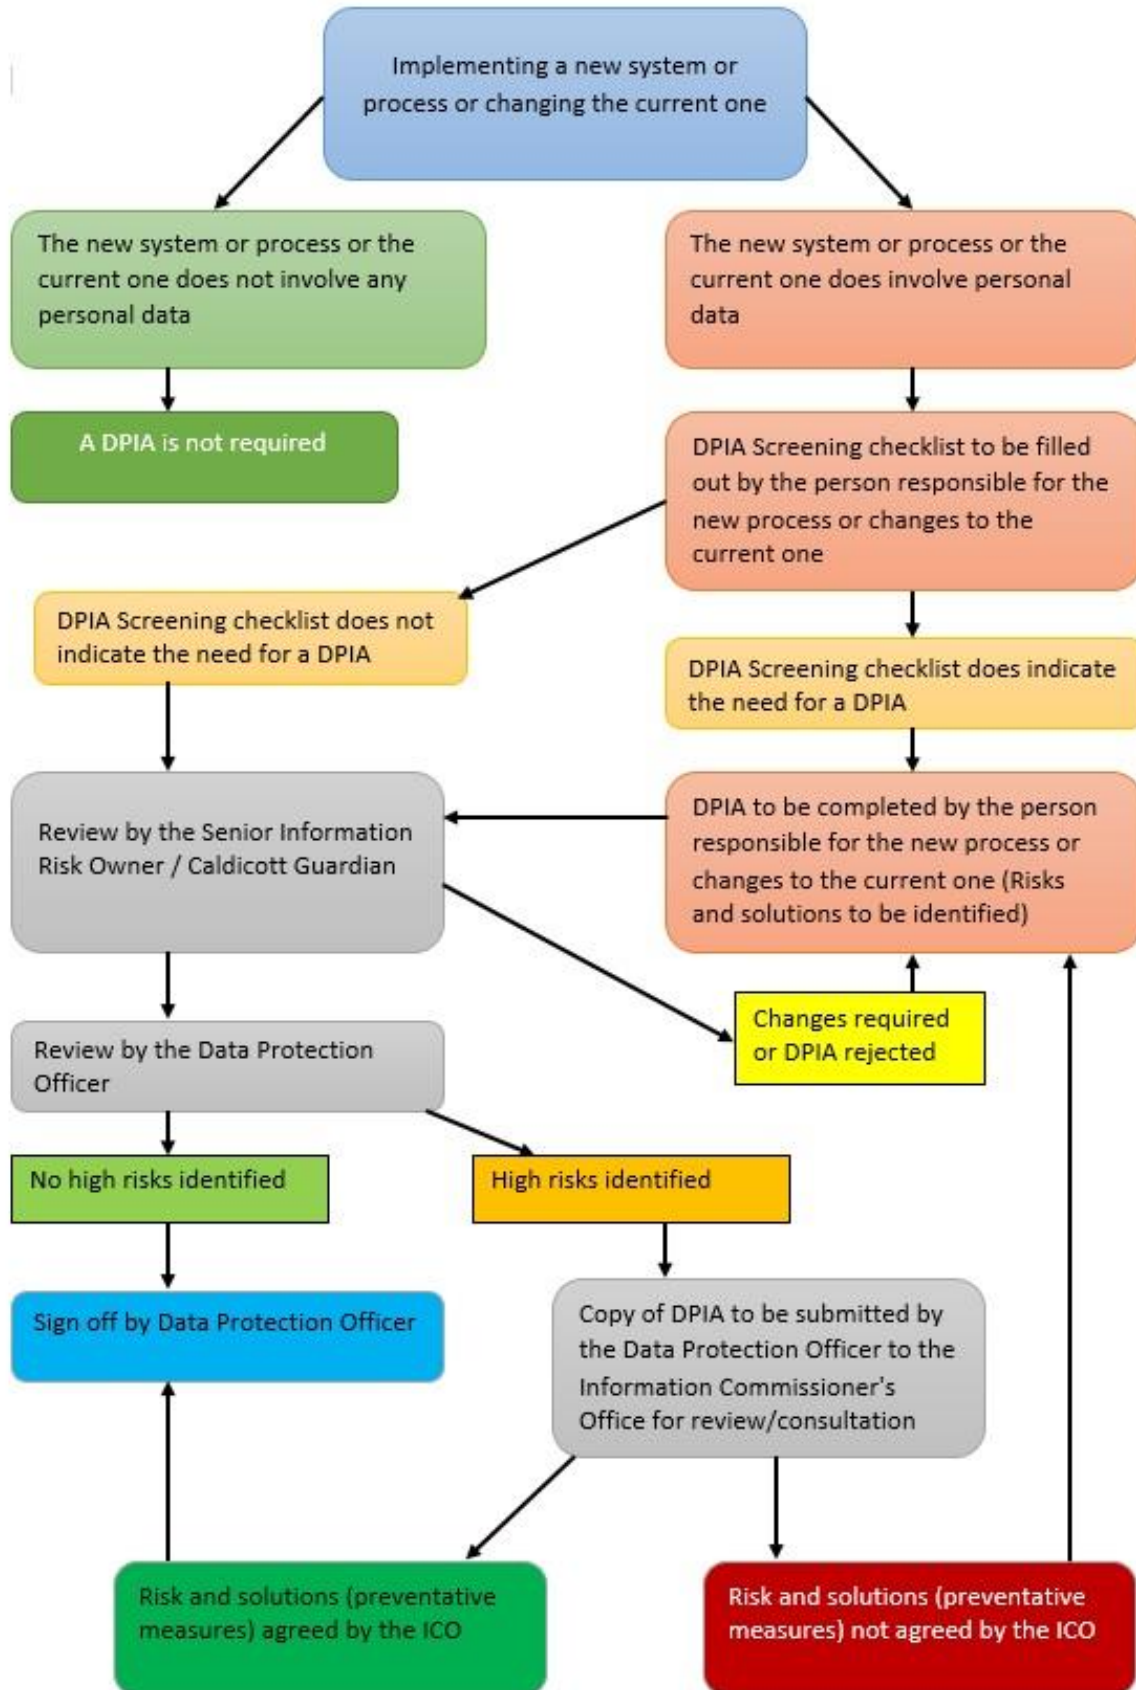 Implementing a new system or
process or changing the current one
The new system or process or the
current one does not involve any
personal data
The new system or process or the
current one does involve personal
data
A DPIA is not required
DPIA Screening checklist to be filled
out by the person responsible for the
new process or changes to the
current one
DPIA Screening checklist does not
indicate the need for a DPIA
DPIA Screening checklist does indicate
the need for a DPIA
Review by the Senior Information
Risk Owner / Caldicott Guardian
DPIA to be completed by the person
responsible for the new process or
changes to the current one (Risks
and solutions to be identified)
Changes required
or DPIA rejected
Review by the Data Protection
Officer
No high risks identified
High risks identified
Sign off by Data Protection Officer
Copy of DPIA to be submitted by
the Data Protection Officer to the
Information Commissioner's
Office for review/consultation
Risk and solutions (preventative
measures) agreed by the ICO
Risk and solutions (preventative
measures) not agreed by the ICO